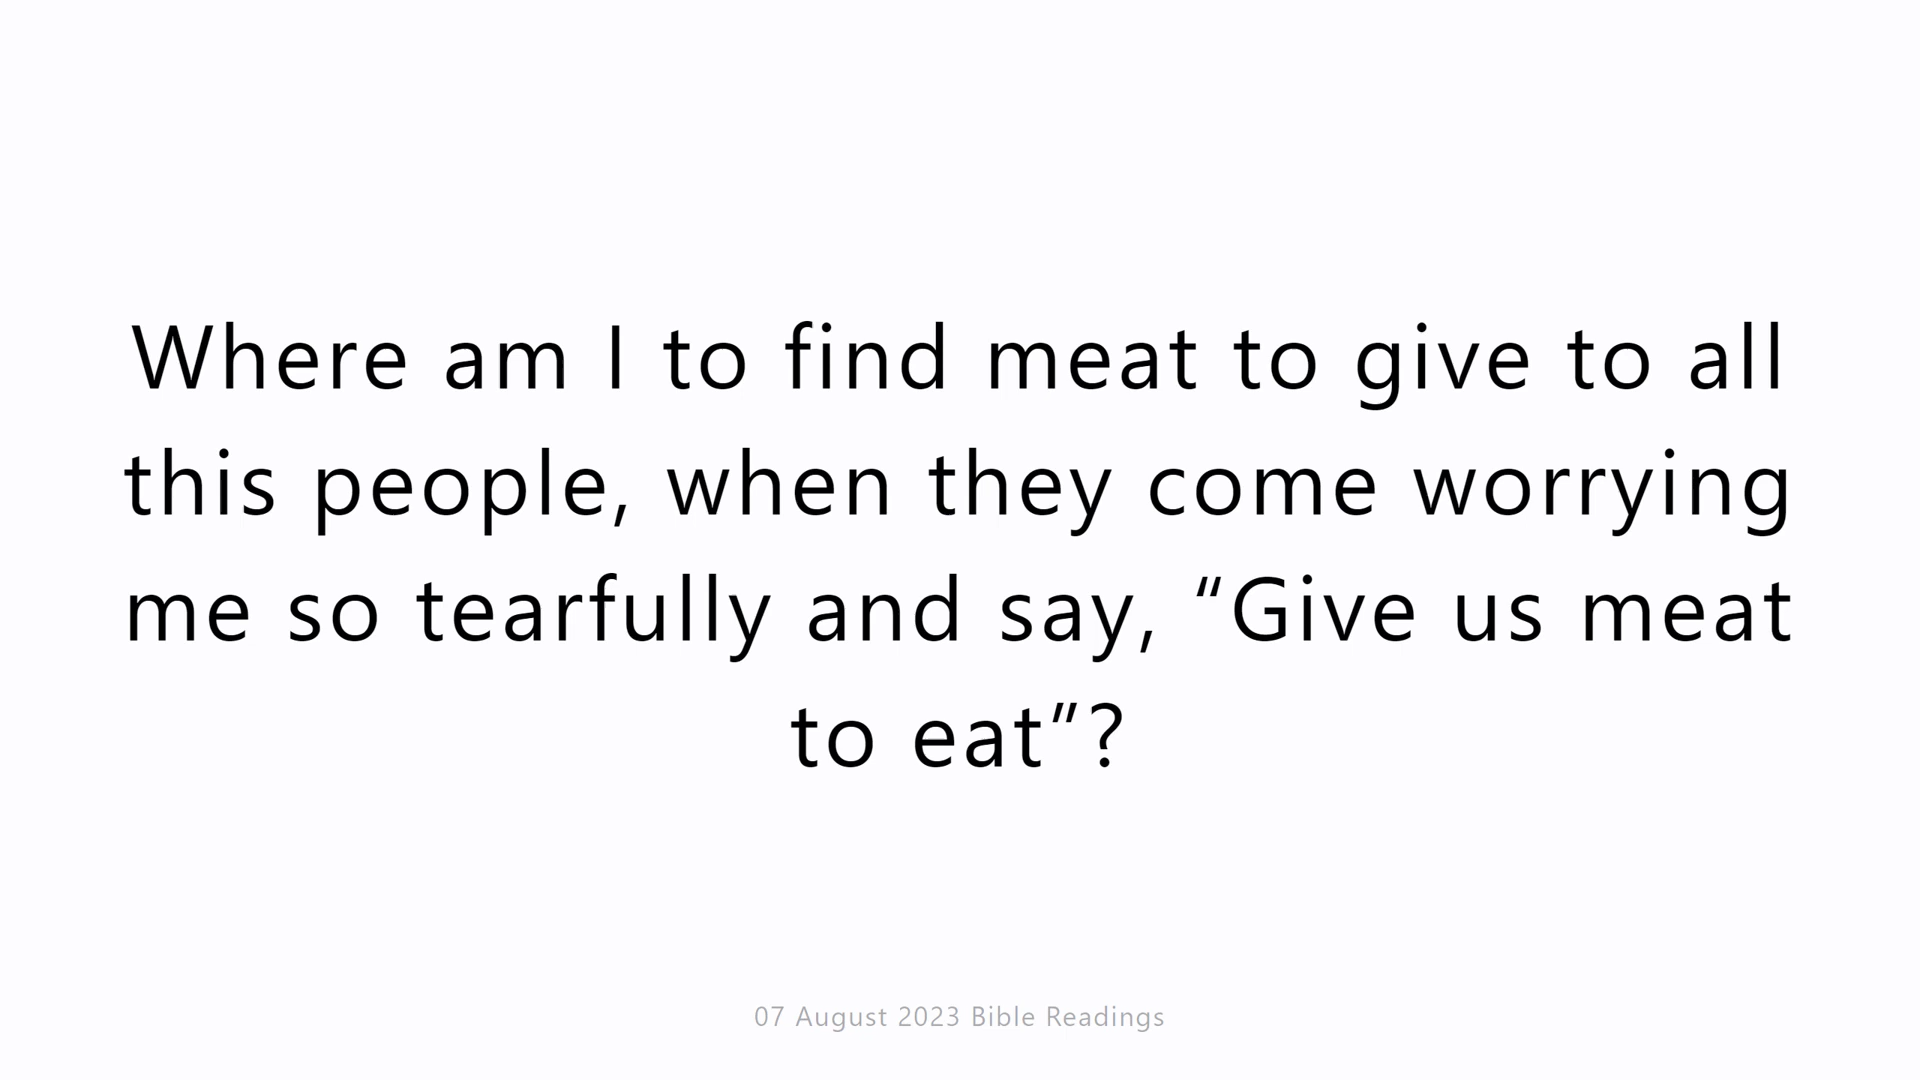 Where am I to find meat to give to all
this people, when they come worrying
me so tearfully and say, “Give us meat
to eat”?
07 August 2023 Bible Readings